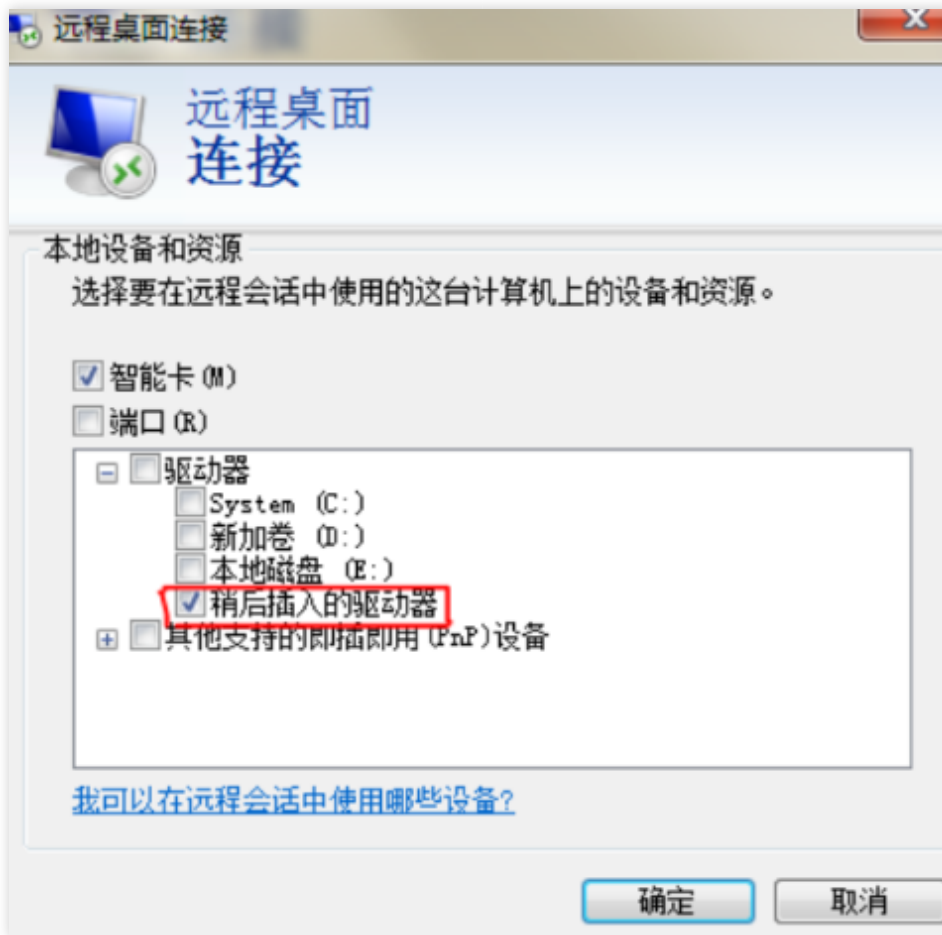 远程桌面连接
远程桌面
连接
本地设备和资源
选择要在远程会话中使用的这台计算机上的设备和资源。
智能卡(M)
端口(R)
驱动器
System (C:)
新加卷 (D:)
本地磁盘 (E:)
稍后插入的驱动器
其他支持的即插即用(PnP)设备
我可以在远程会话中使用哪些设备?
确定 取消